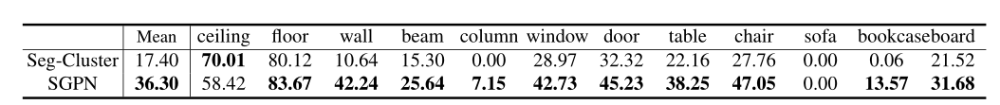 Mean ceiling floor wall beam column window door table chair sofa bookcaseboard
Seg-Cluster 17.40 70.01 80.12 10.64 15.30 0.00 28.97 32.32 22.16 27.76 0.00 0.06 21.52
SGPN 36.30 58.42 83.67 42.24 25.64 7.15 42.73 45.23 38.25 47.05 0.00 13.57 31.68